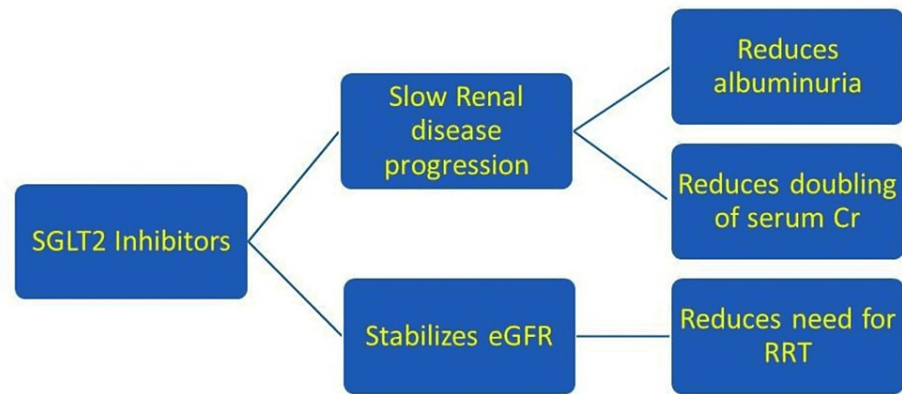 SGLT2 Inhibitors
Slow Renal
disease
progression
Stabilizes eGFR
Reduces
albuminuria
Reduces doubling
of serum Cr
Reduces need for
RRT